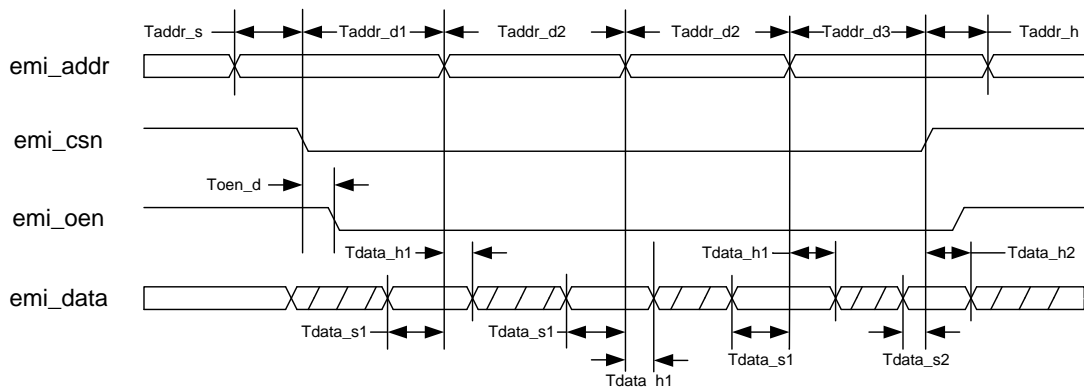 Taddr_s Taddr_d1 Taddr_d2 Taddr_d2 Taddr_d3 Taddr_h
emi_addr
emi_csn
Toen_d
emi_oen
Tdata_h1 Tdata_h1 Tdata_h2
emi_data
Tdata_s1 Tdata_s1 Tdata_s1 Tdata_s2
Tdata_h1